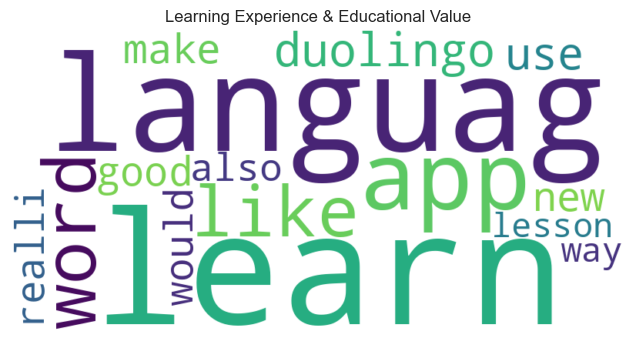 Learning Experience & Educational Value
make duolingo use
languag
word good also app
realli would like new
learn lesson
way